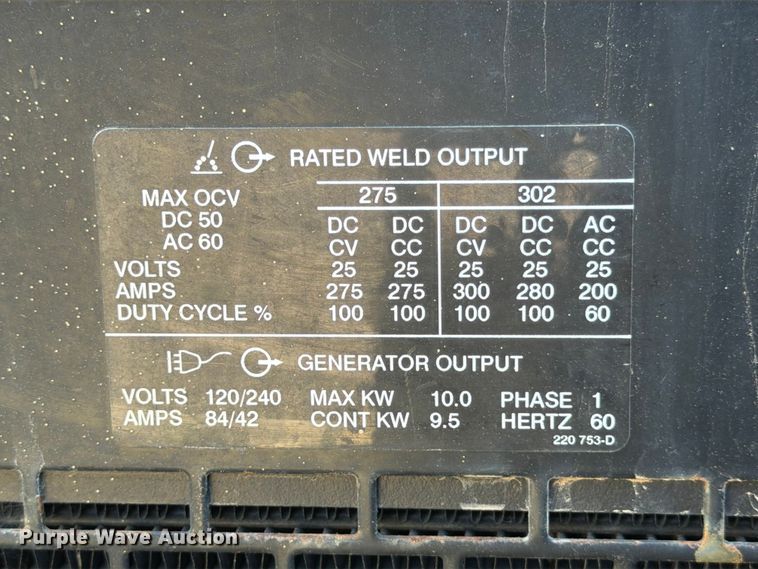 RATED WELD OUTPUT
MAX OCV 275 302
DC 50 DC DC DC DC AC
AC 60 CV CC CV CC CC
VOLTS 25 25 25 25 25
AMPS 275 275 300 280 200
DUTY CYCLE % 100 100 100 100 60
GENERATOR OUTPUT
VOLTS 120/240 MAX KW 10.0 PHASE 1
AMPS 84/42 CONT KW 9.5 HERTZ 60
220 753-D
Purple Wave Auction